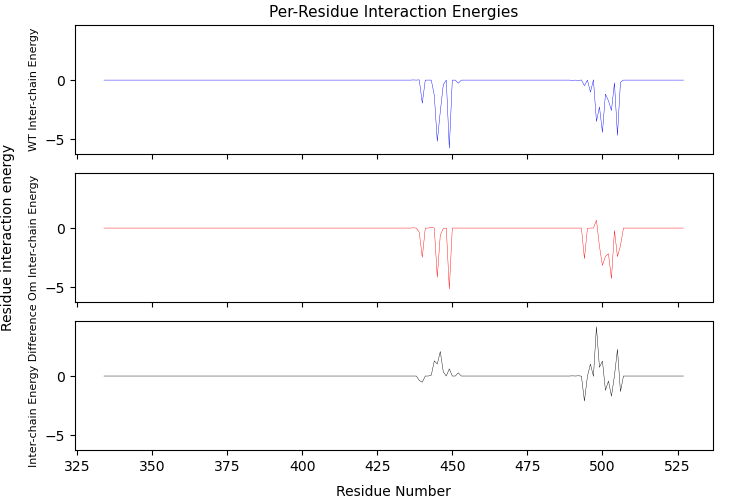 Per-Residue Interaction Energies
Residue interaction energy
WT Inter-chain Energy
0
−5
Om Inter-chain Energy
0
−5
Inter-chain Energy Difference
0
−5
325
350
375
400
425
450
475
500
525
Residue Number